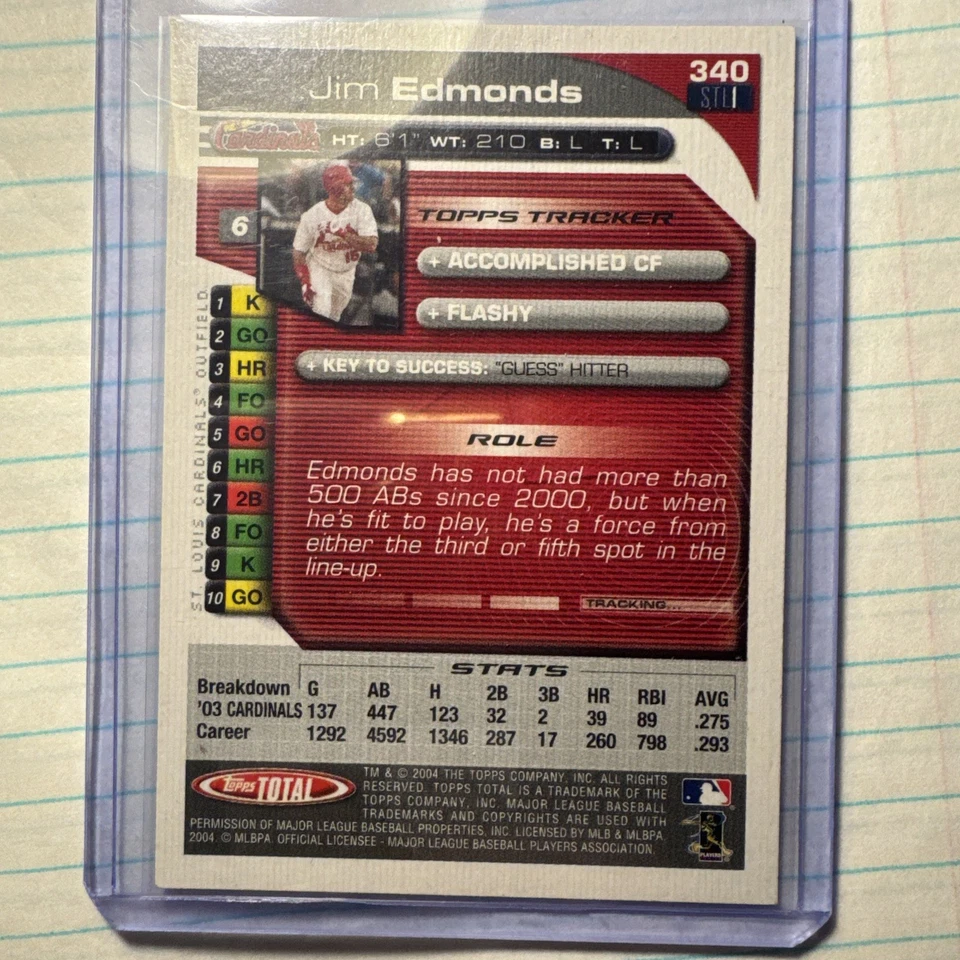 Jim Edmonds
340
STL1
Cardinals HT: 6'1" WT: 210 B: L T: L
6
TOPPS TRACKER
+ ACCOMPLISHED CF
+ FLASHY
+ KEY TO SUCCESS: "GUESS" HITTER
ST. LOUIS CARDINALS® OUTFIELD
1 K
2 GO
3 HR
4 FO
5 GO
6 HR
7 2B
8 FO
9 K
10 GO
ROLE
Edmonds has not had more than
500 ABs since 2000, but when
he's fit to play, he's a force from
either the third or fifth spot in the
line-up.
TRACKING...
STATS
Breakdown G AB H 2B 3B HR RBI AVG
'03 CARDINALS 137 447 123 32 2 39 89 .275
Career 1292 4592 1346 287 17 260 798 .293
Topps TOTAL
TM & © 2004 THE TOPPS COMPANY, INC. ALL RIGHTS
RESERVED. TOPPS TOTAL IS A TRADEMARK OF THE
TOPPS COMPANY, INC. MAJOR LEAGUE BASEBALL
TRADEMARKS AND COPYRIGHTS ARE USED WITH
PERMISSION OF MAJOR LEAGUE BASEBALL PROPERTIES, INC. LICENSED BY MLB & MLBPA
2004. © MLBPA. OFFICIAL LICENSEE - MAJOR LEAGUE BASEBALL PLAYERS ASSOCIATION.
PLAYERS